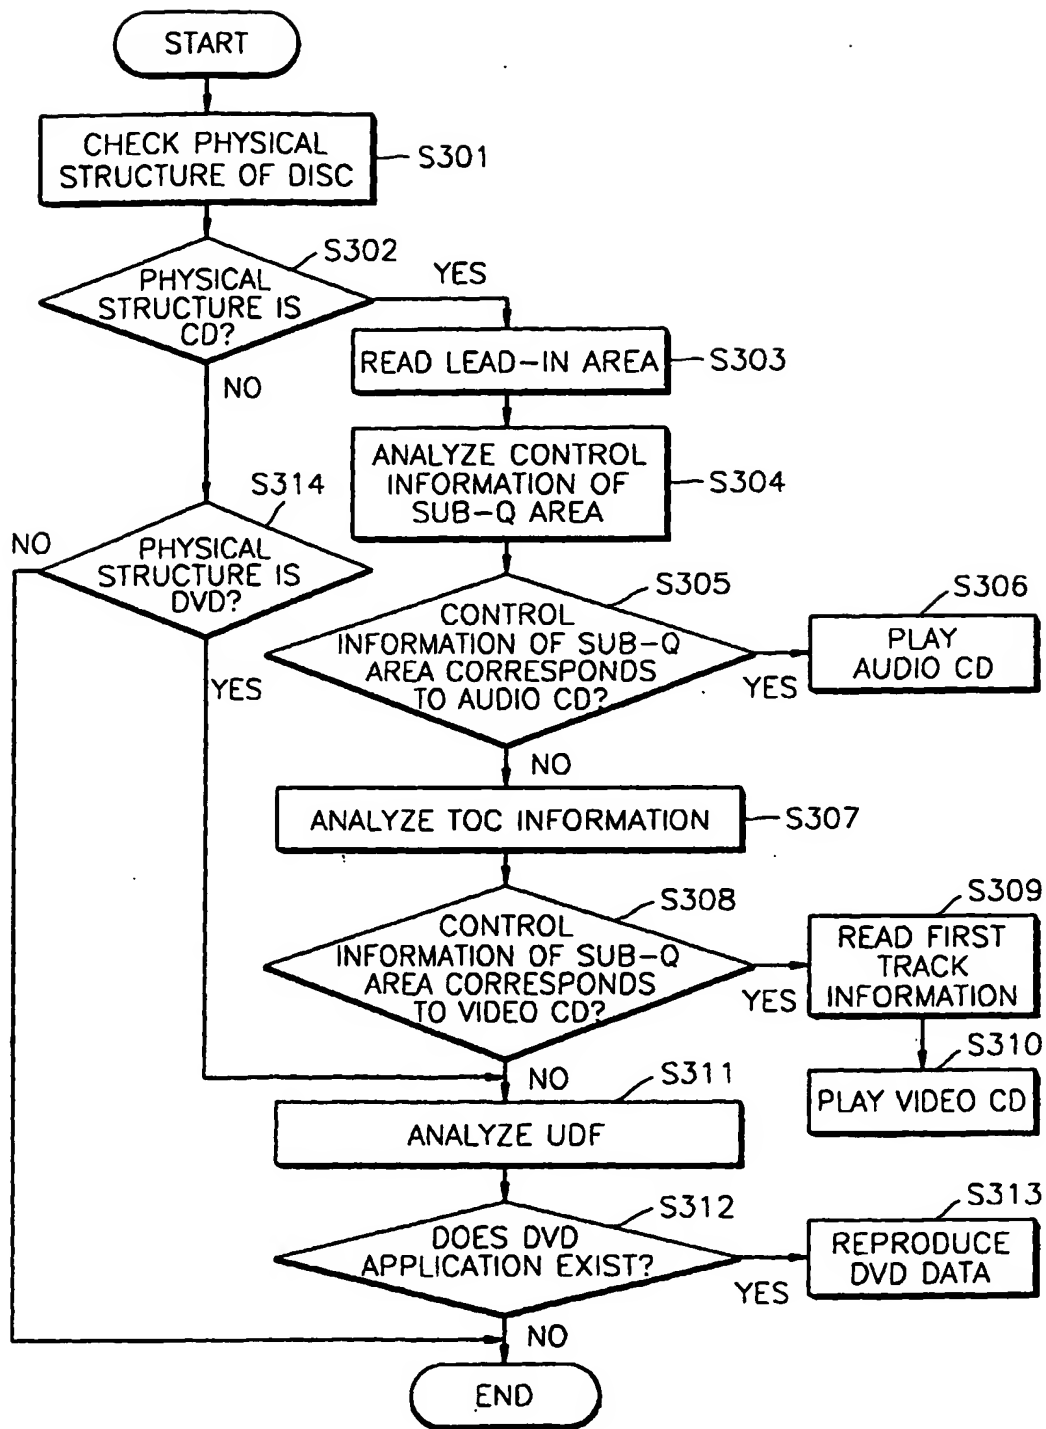 START
CHECK PHYSICAL
STRUCTURE OF DISC
S301
S302
PHYSICAL
STRUCTURE IS
CD?
YES
NO
READ LEAD-IN AREA
S303
ANALYZE CONTROL
INFORMATION OF
SUB-Q AREA
S304
S314
NO
PHYSICAL
STRUCTURE IS
DVD?
YES
S305
CONTROL
INFORMATION OF SUB-Q
AREA CORRESPONDS
TO AUDIO CD?
YES
S306
PLAY
AUDIO CD
NO
ANALYZE TOC INFORMATION
S307
S308
CONTROL
INFORMATION OF SUB-Q
AREA CORRESPONDS
TO VIDEO CD?
YES
S309
READ FIRST
TRACK
INFORMATION
S310
PLAY VIDEO CD
NO
S311
ANALYZE UDF
S312
DOES DVD
APPLICATION EXIST?
YES
S313
REPRODUCE
DVD DATA
NO
END